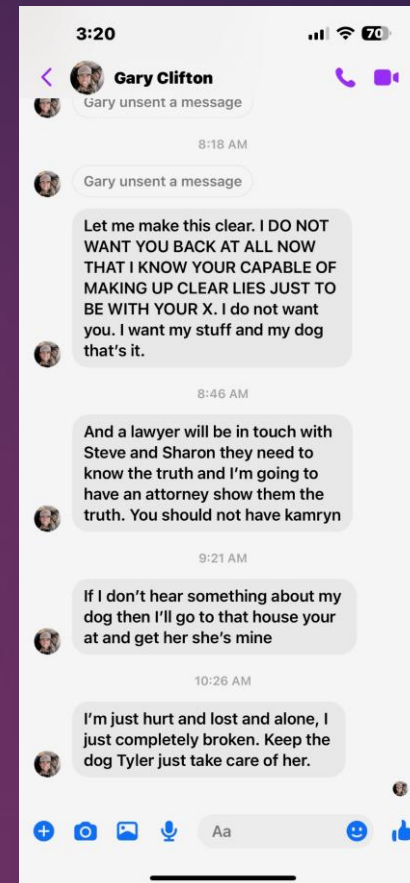 3:20
70
Gary Clifton
Gary unsent a message
8:18 AM
Gary unsent a message
Let me make this clear. I DO NOT
WANT YOU BACK AT ALL NOW
THAT I KNOW YOUR CAPABLE OF
MAKING UP CLEAR LIES JUST TO
BE WITH YOUR X. I do not want
you. I want my stuff and my dog
that's it.
8:46 AM
And a lawyer will be in touch with
Steve and Sharon they need to
know the truth and I'm going to
have an attorney show them the
truth. You should not have kamryn
9:21 AM
If I don't hear something about my
dog then I'll go to that house your
at and get her she's mine
10:26 AM
I'm just hurt and lost and alone, I
just completely broken. Keep the
dog Tyler just take care of her.
Aa